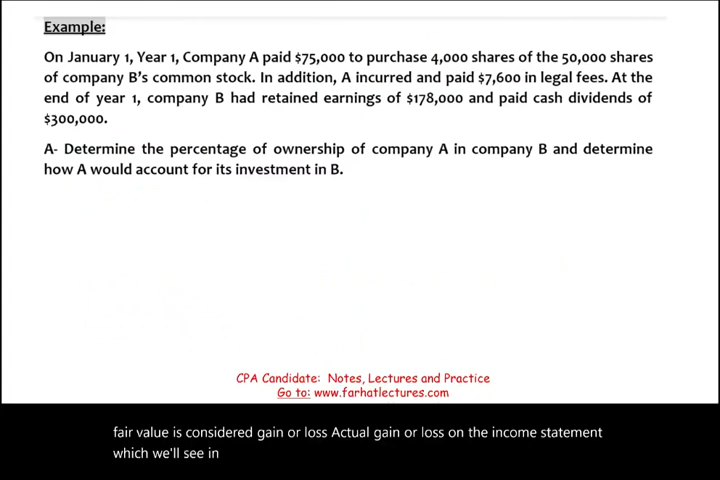 Example:
On January 1, Year 1, Company A paid $75,000 to purchase 4,000 shares of the 50,000 shares
of company B's common stock. In addition, A incurred and paid $7,600 in legal fees. At the
end of year 1, company B had retained earnings of $178,000 and paid cash dividends of
$300,000.
A- Determine the percentage of ownership of company A in company B and determine
how A would account for its investment in B.
CPA Candidate: Notes, Lectures and Practice
Go to: www.farhatlectures.com
fair value is considered gain or loss Actual gain or loss on the income statement
which we'll see in